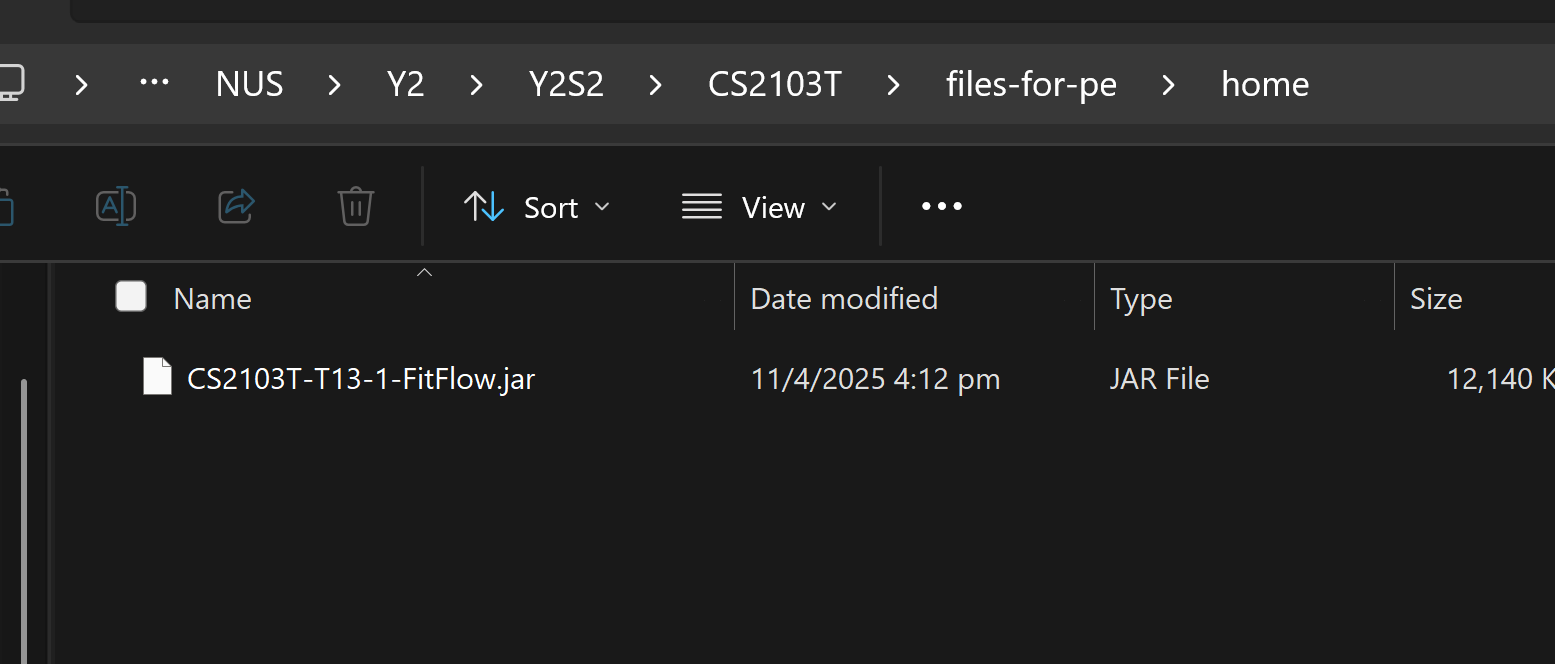 NUS > Y2 > Y2S2 > CS2103T > files-for-pe > home
Sort View
Name Date modified Type Size
CS2103T-T13-1-FitFlow.jar 11/4/2025 4:12 pm JAR File 12,140 K